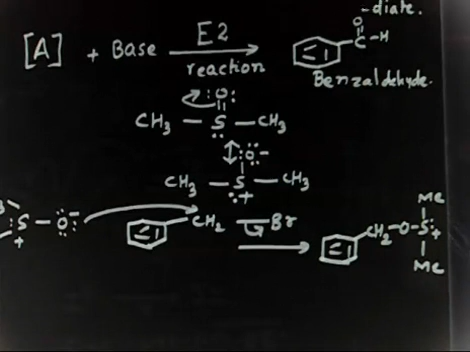 -diate.
[A] + Base E2 reaction O C-H
Benzaldehyde.
:O:
CH3 - S - CH3
:O:-
CH3 - S - CH3
+
:S - O:- CH2 - Br CH2-O-S+ Me
+ Me